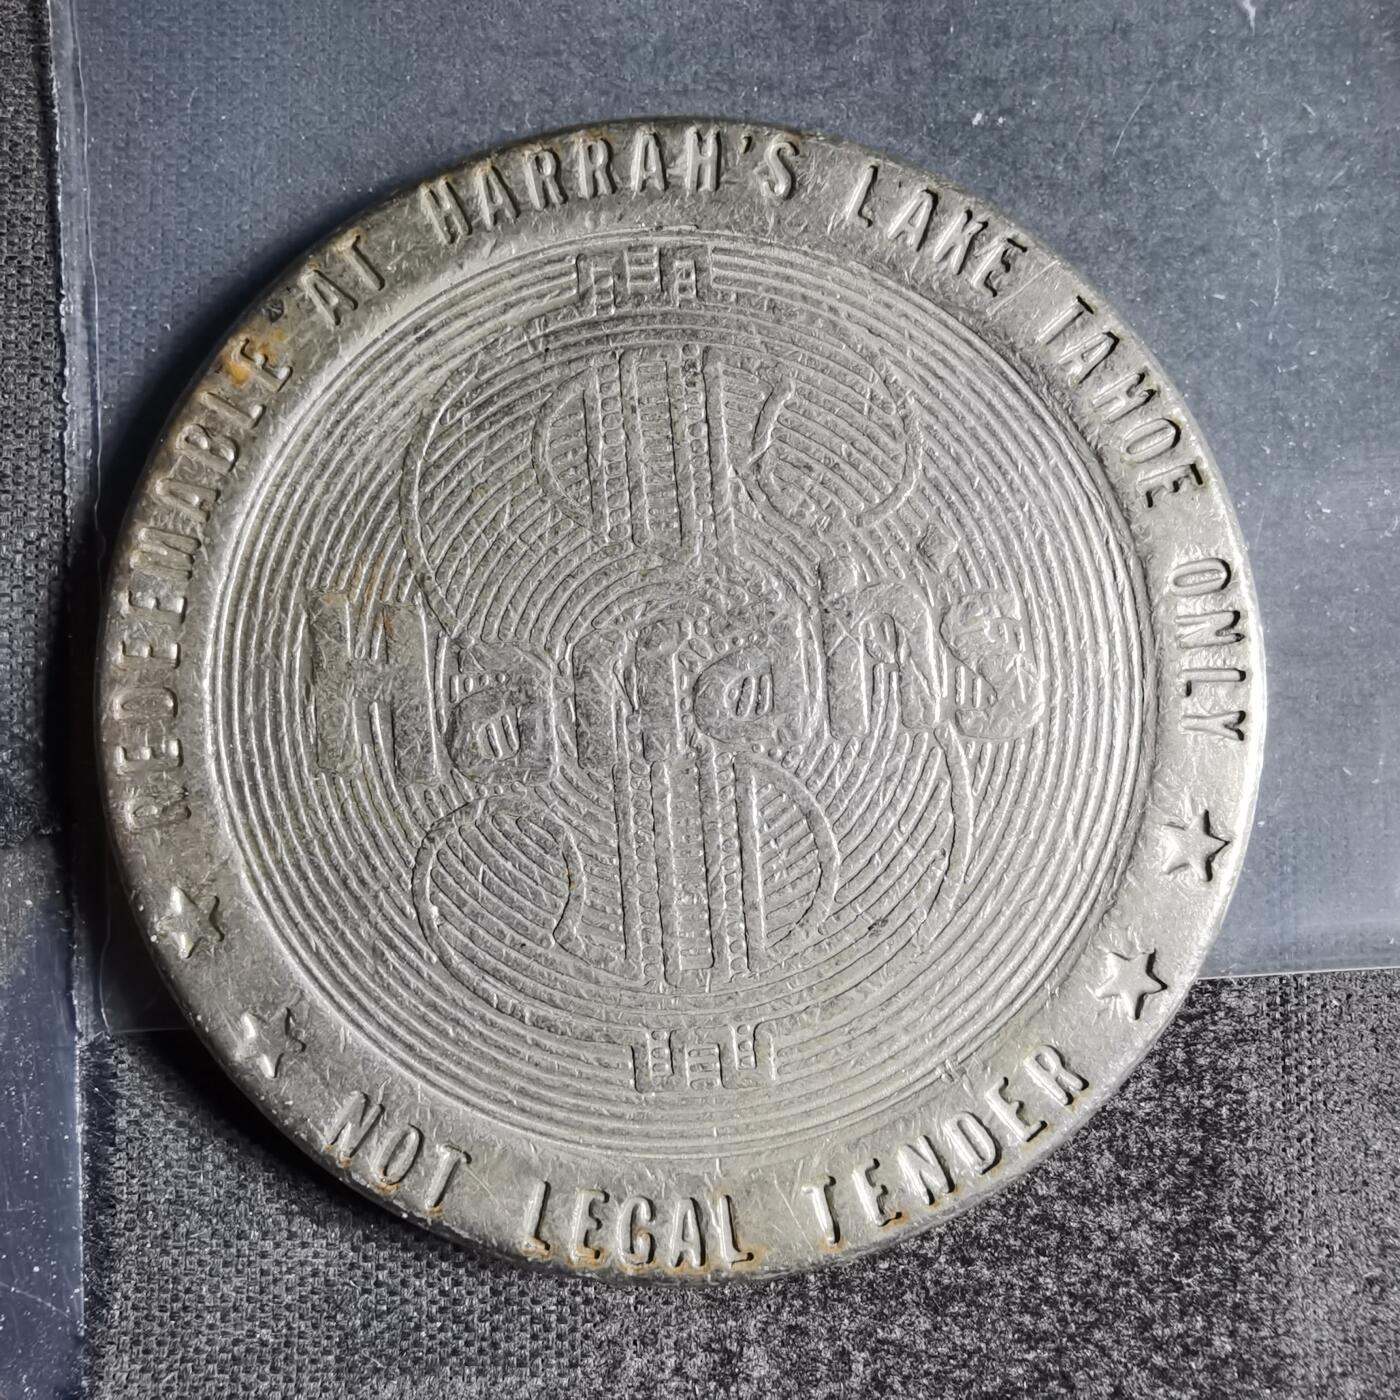 REDEEMABLE AT HARRAH'S LAKE TAHOE ONLY
Harrah's
NOT LEGAL TENDER